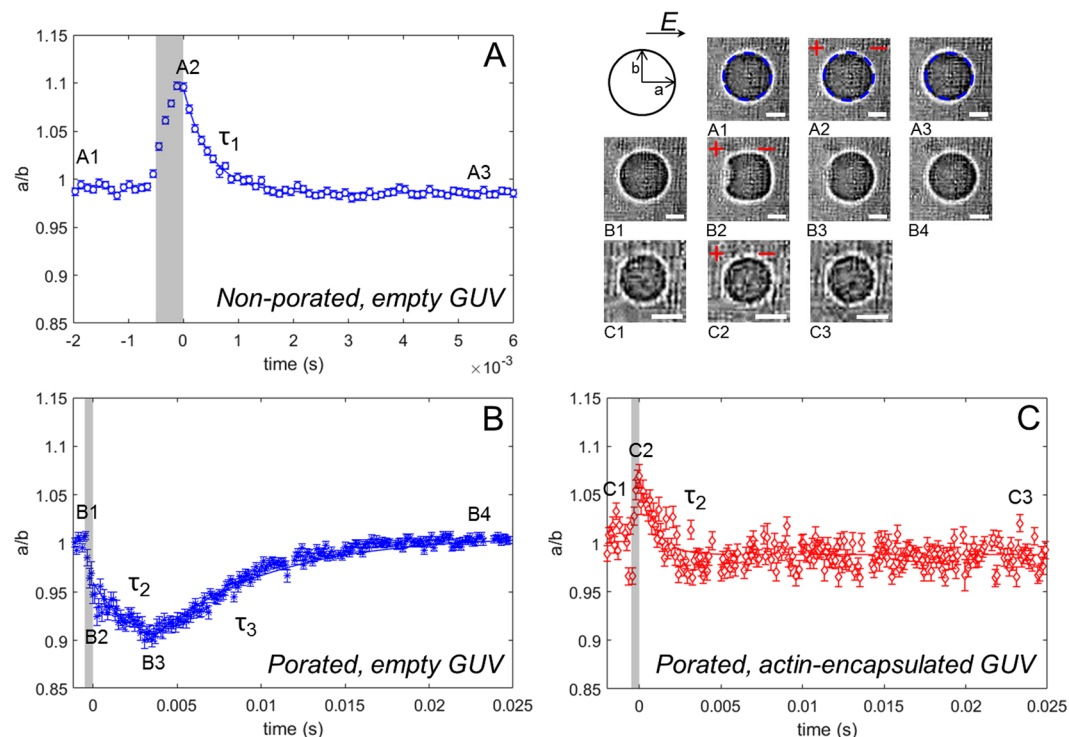 A
1.15
1.1
1.05
1
0.95
0.9
0.85
a/b
A1
A2
τ1
A3
Non-porated, empty GUV
-2 -1 0 1 2 3 4 5 6
time (s)
×10-3
E
b
a
+ −
A1 A2 A3
+ −
B1 B2 B3 B4
+ −
C1 C2 C3
B
1.15
1.1
1.05
1
0.95
0.9
0.85
a/b
B1
B4
τ2
B2
τ3
B3
Porated, empty GUV
0 0.005 0.01 0.015 0.02 0.025
time (s)
C
1.15
1.1
1.05
1
0.95
0.9
0.85
a/b
C2
C1
τ2
C3
Porated, actin-encapsulated GUV
0 0.005 0.01 0.015 0.02 0.025
time (s)